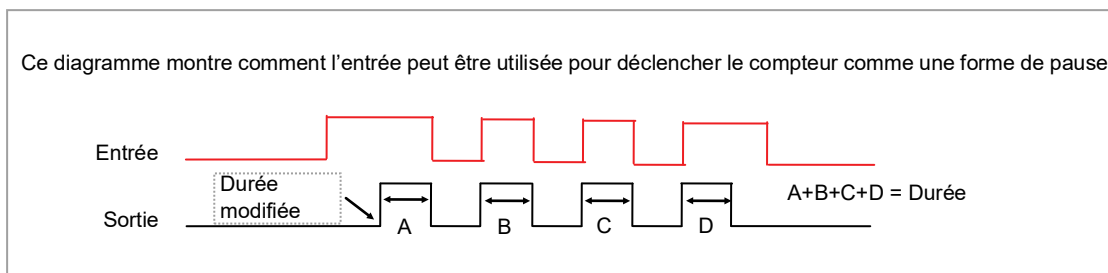 Ce diagramme montre comment l'entrée peut être utilisée pour déclencher le compteur comme une forme de pause
Entrée
Durée
modifiée
A+B+C+D = Durée
Sortie
A
B
C
D